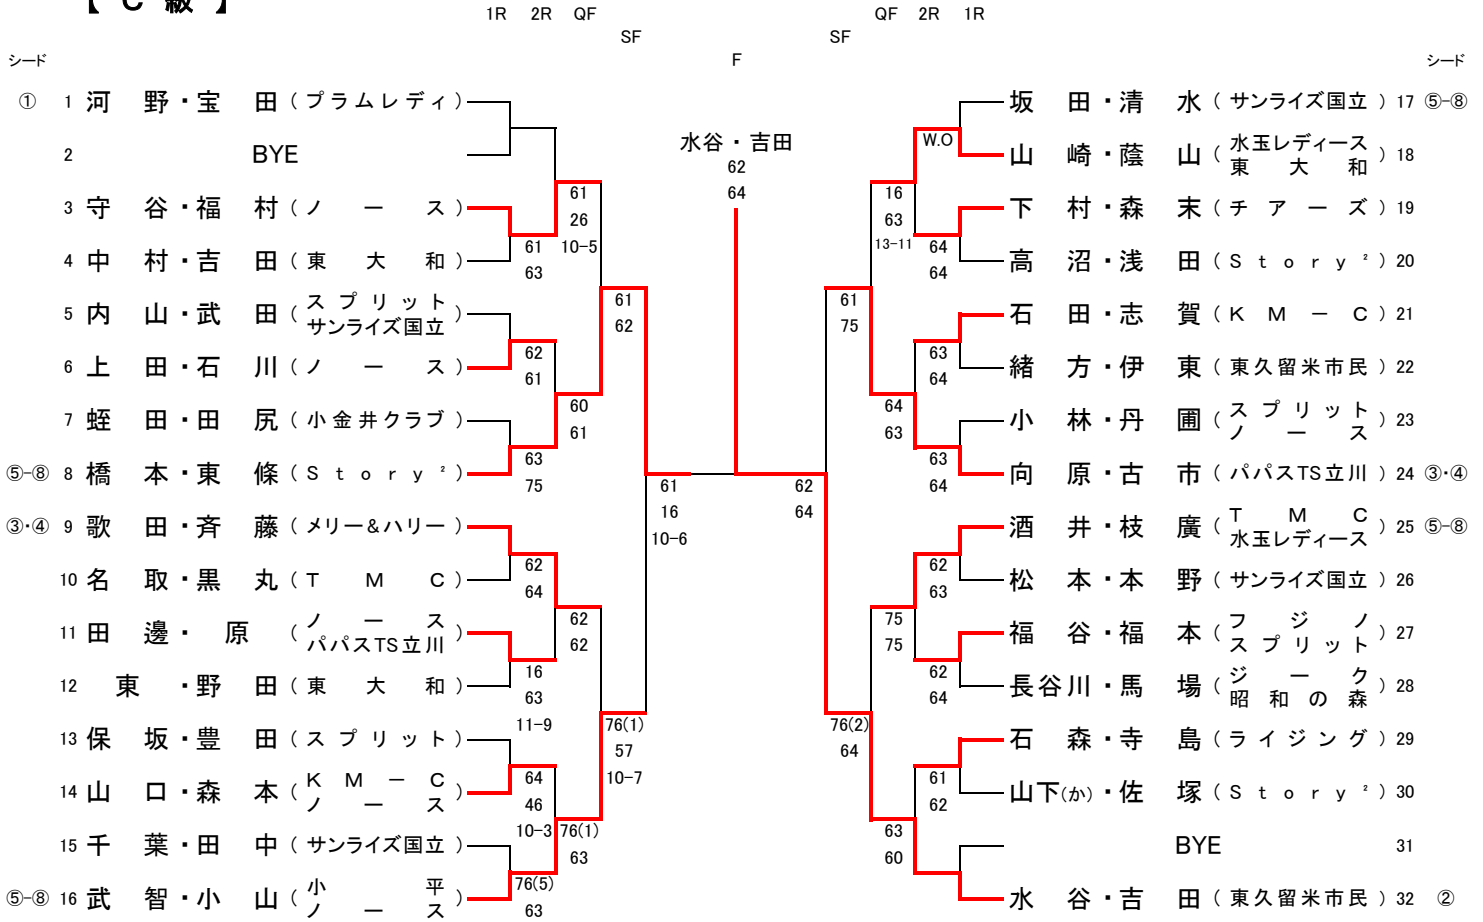 【 C 級 】
1R 2R QF SF F SF QF 2R 1R
シード シード
① 1 河 野・宝 田 (プラムレディ)
2 BYE
3 守 谷・福 村 (ノース)
4 中 村・吉 田 (東大和)
5 内 山・武 田 (スプリット サンライズ国立)
6 上 田・石 川 (ノース)
7 蛭 田・田 尻 (小金井クラブ)
⑤-⑧ 8 橋 本・東 條 (Story²)
③・④ 9 歌 田・斉 藤 (メリー&ハリー)
10 名 取・黒 丸 (TMC)
11 田 邊・原 (ノース パパスTS立川)
12 東 ・野 田 (東大和)
13 保 坂・豊 田 (スプリット)
14 山 口・森 本 (KM-C ノース)
15 千 葉・田 中 (サンライズ国立)
⑤-⑧ 16 武 智・小 山 (小平 ノース)
61
63
62
61
63
75
62
64
16
63
11-9
64
46
10-3
76(5)
63
61
26
10-5
60
61
62
62
76(1)
63
61
62
76(1)
57
10-7
61
16
10-6
水谷・吉田
62
64
62
64
61
75
76(2)
64
16
63
13-11
64
63
75
75
63
60
W.O
64
64
63
64
63
64
62
63
62
64
61
62
坂 田・清 水 (サンライズ国立) 17 ⑤-⑧
山 崎・蔭 山 (水玉レディース 東大和) 18
下 村・森 末 (チアーズ) 19
高 沼・浅 田 (Story²) 20
石 田・志 賀 (KM-C) 21
緒 方・伊 東 (東久留米市民) 22
小 林・丹 圃 (スプリット ノース) 23
向 原・古 市 (パパスTS立川) 24 ③・④
酒 井・枝 廣 (TMC 水玉レディース) 25 ⑤-⑧
松 本・本 野 (サンライズ国立) 26
福 谷・福 本 (フジノ スプリット) 27
長谷川・馬 場 (ジーク 昭和の森) 28
石 森・寺 島 (ライジング) 29
山下(か)・佐 塚 (Story²) 30
BYE 31
水 谷・吉 田 (東久留米市民) 32 ②